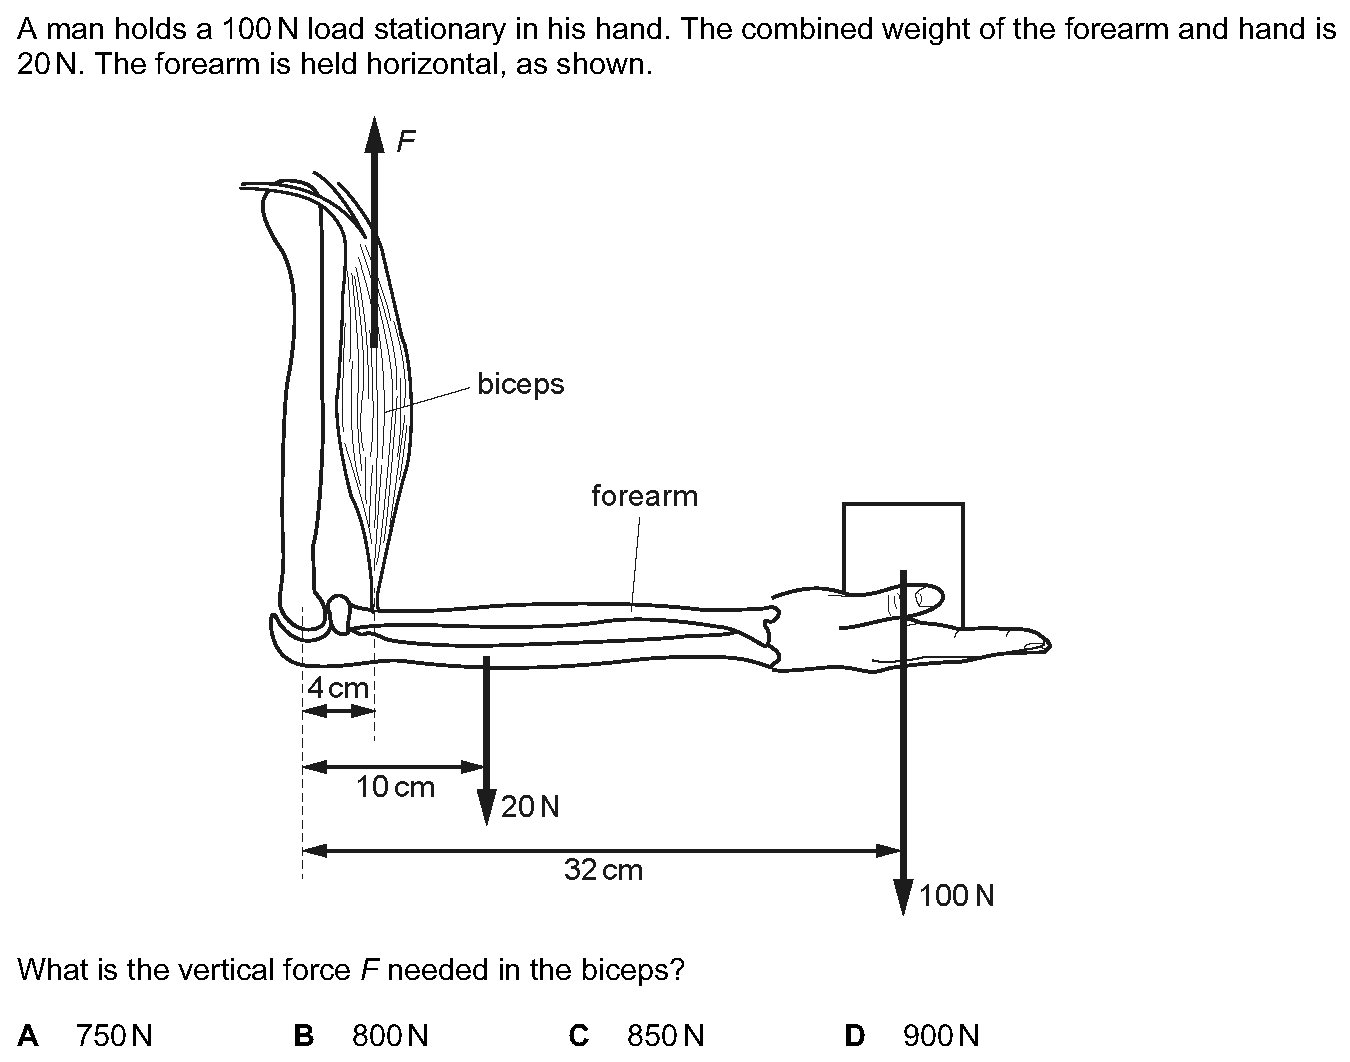 A man holds a 100 N load stationary in his hand. The combined weight of the forearm and hand is
20 N. The forearm is held horizontal, as shown.
F
biceps
forearm
4 cm
10 cm
20 N
32 cm
100 N
What is the vertical force F needed in the biceps?
A 750 N B 800 N C 850 N D 900 N